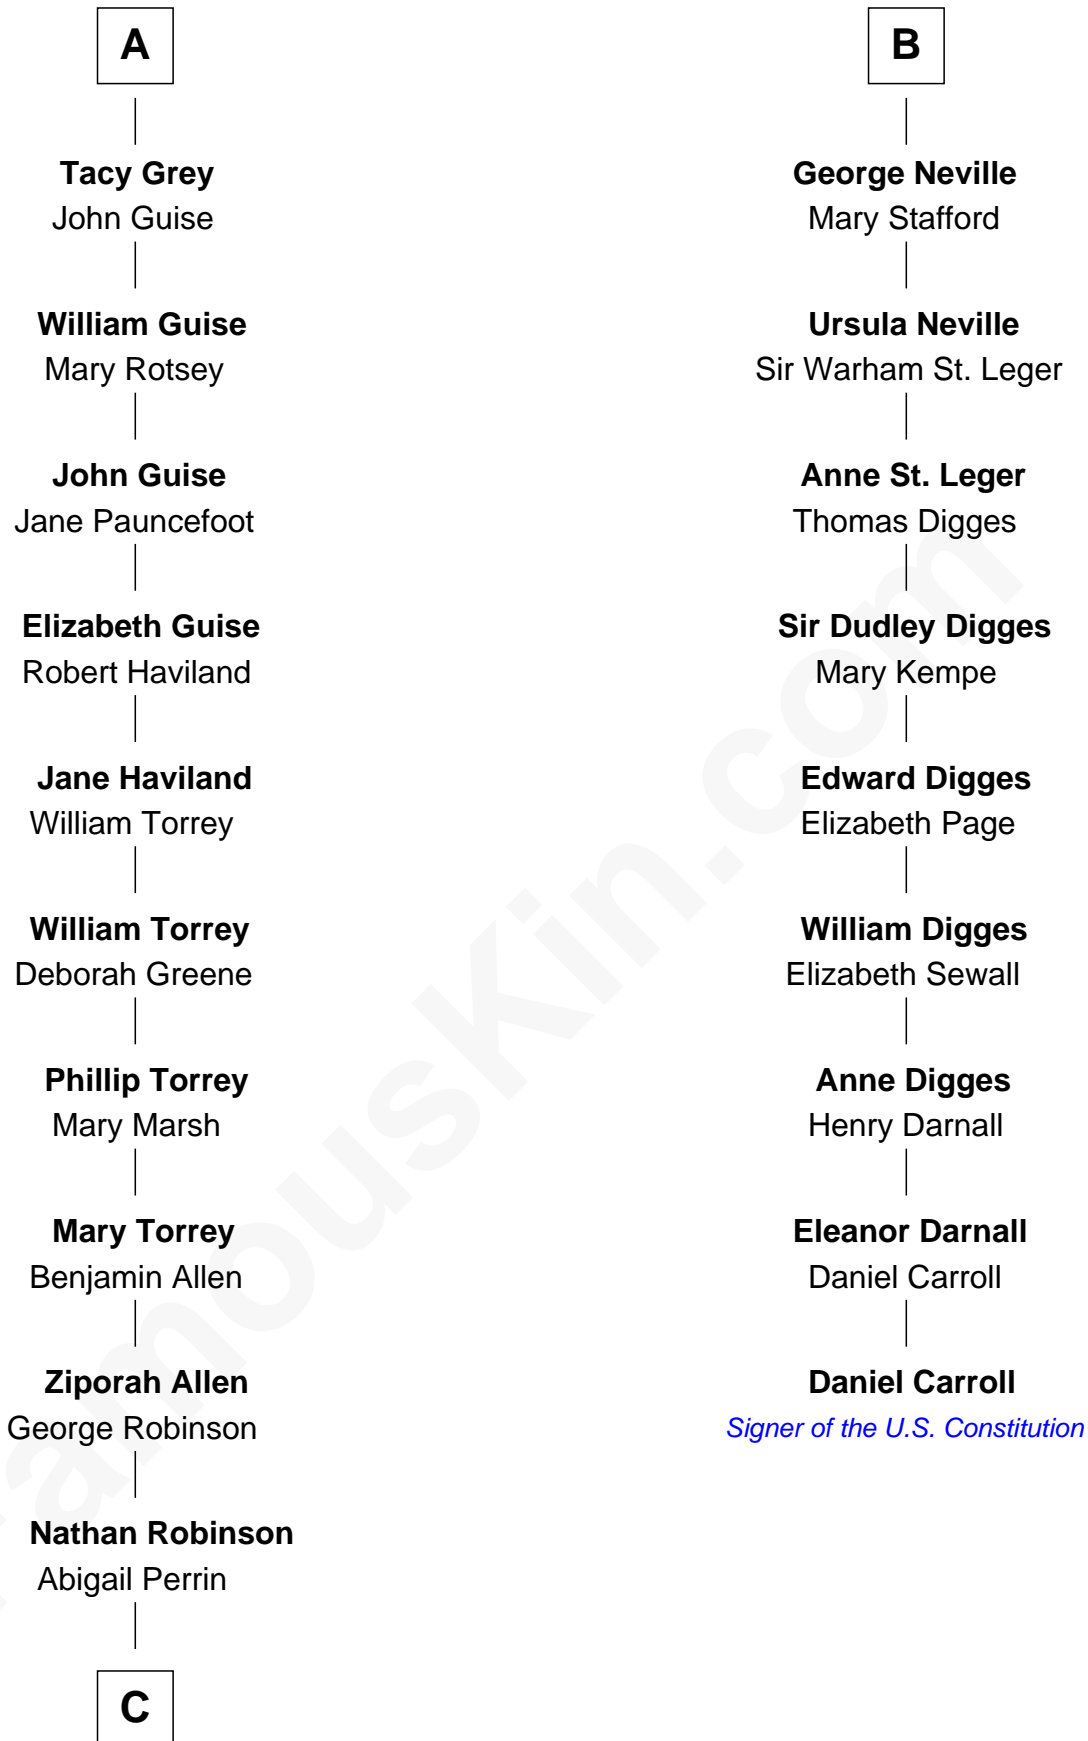 A
Tacy Grey
John Guise
William Guise
Mary Rotsey
John Guise
Jane Pauncefoot
Elizabeth Guise
Robert Haviland
Jane Haviland
William Torrey
William Torrey
Deborah Greene
Phillip Torrey
Mary Marsh
Mary Torrey
Benjamin Allen
Ziporah Allen
George Robinson
Nathan Robinson
Abigail Perrin
C
B
George Neville
Mary Stafford
Ursula Neville
Sir Warham St. Leger
Anne St. Leger
Thomas Digges
Sir Dudley Digges
Mary Kempe
Edward Digges
Elizabeth Page
William Digges
Elizabeth Sewall
Anne Digges
Henry Darnall
Eleanor Darnall
Daniel Carroll
Daniel Carroll
Signer of the U.S. Constitution
FamousKin.com